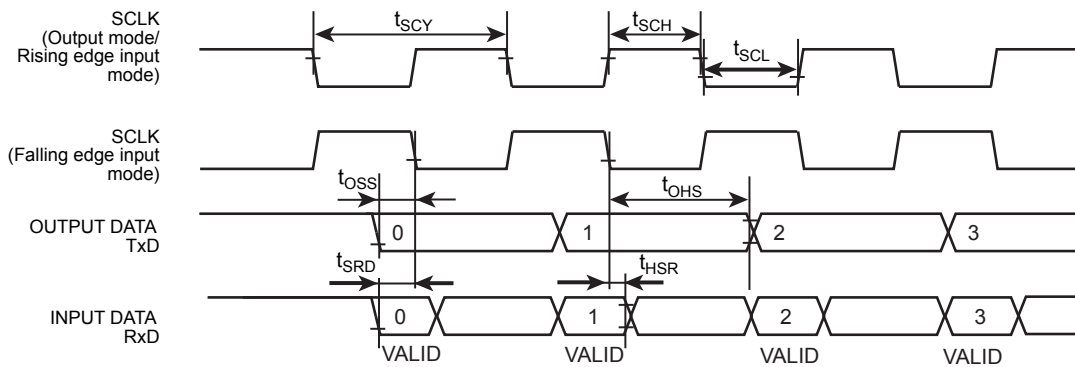 SCLK
(Output mode/
Rising edge input
mode)
tSCY
tSCH
tSCL
SCLK
(Falling edge input
mode)
tOSS
tOHS
OUTPUT DATA
TxD
0
1
2
3
tSRD
tHSR
INPUT DATA
RxD
0
1
2
3
VALID
VALID
VALID
VALID